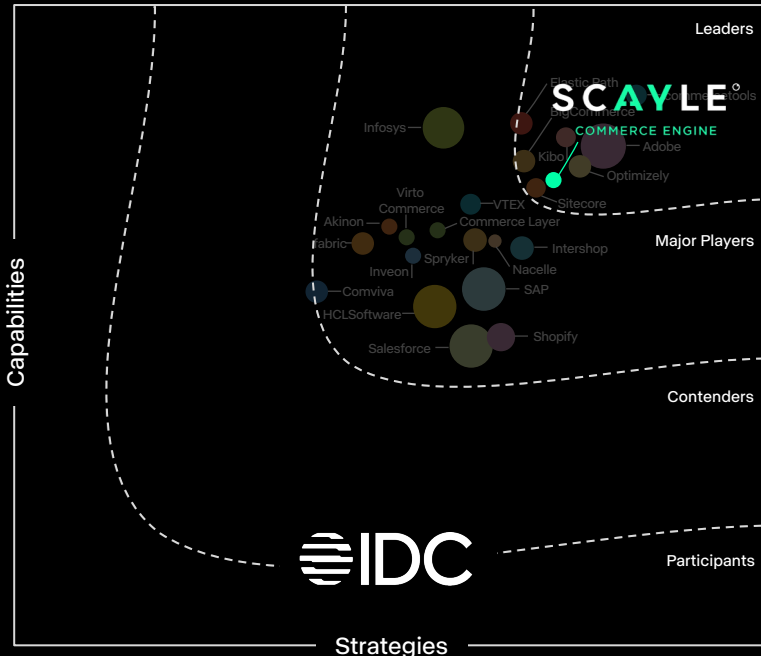 Leaders
Elastic Path
SCAYLE
commercetools
BigCommerce
COMMERCE ENGINE
Infosys
Kibo
Adobe
Optimizely
Virto
Commerce
VTEX
Sitecore
Akinon
Commerce Layer
fabric
Major Players
Intershop
Spryker
Nacelle
Inveon
Comviva
SAP
HCLSoftware
Shopify
Salesforce
Capabilities
Contenders
IDC
Participants
Strategies